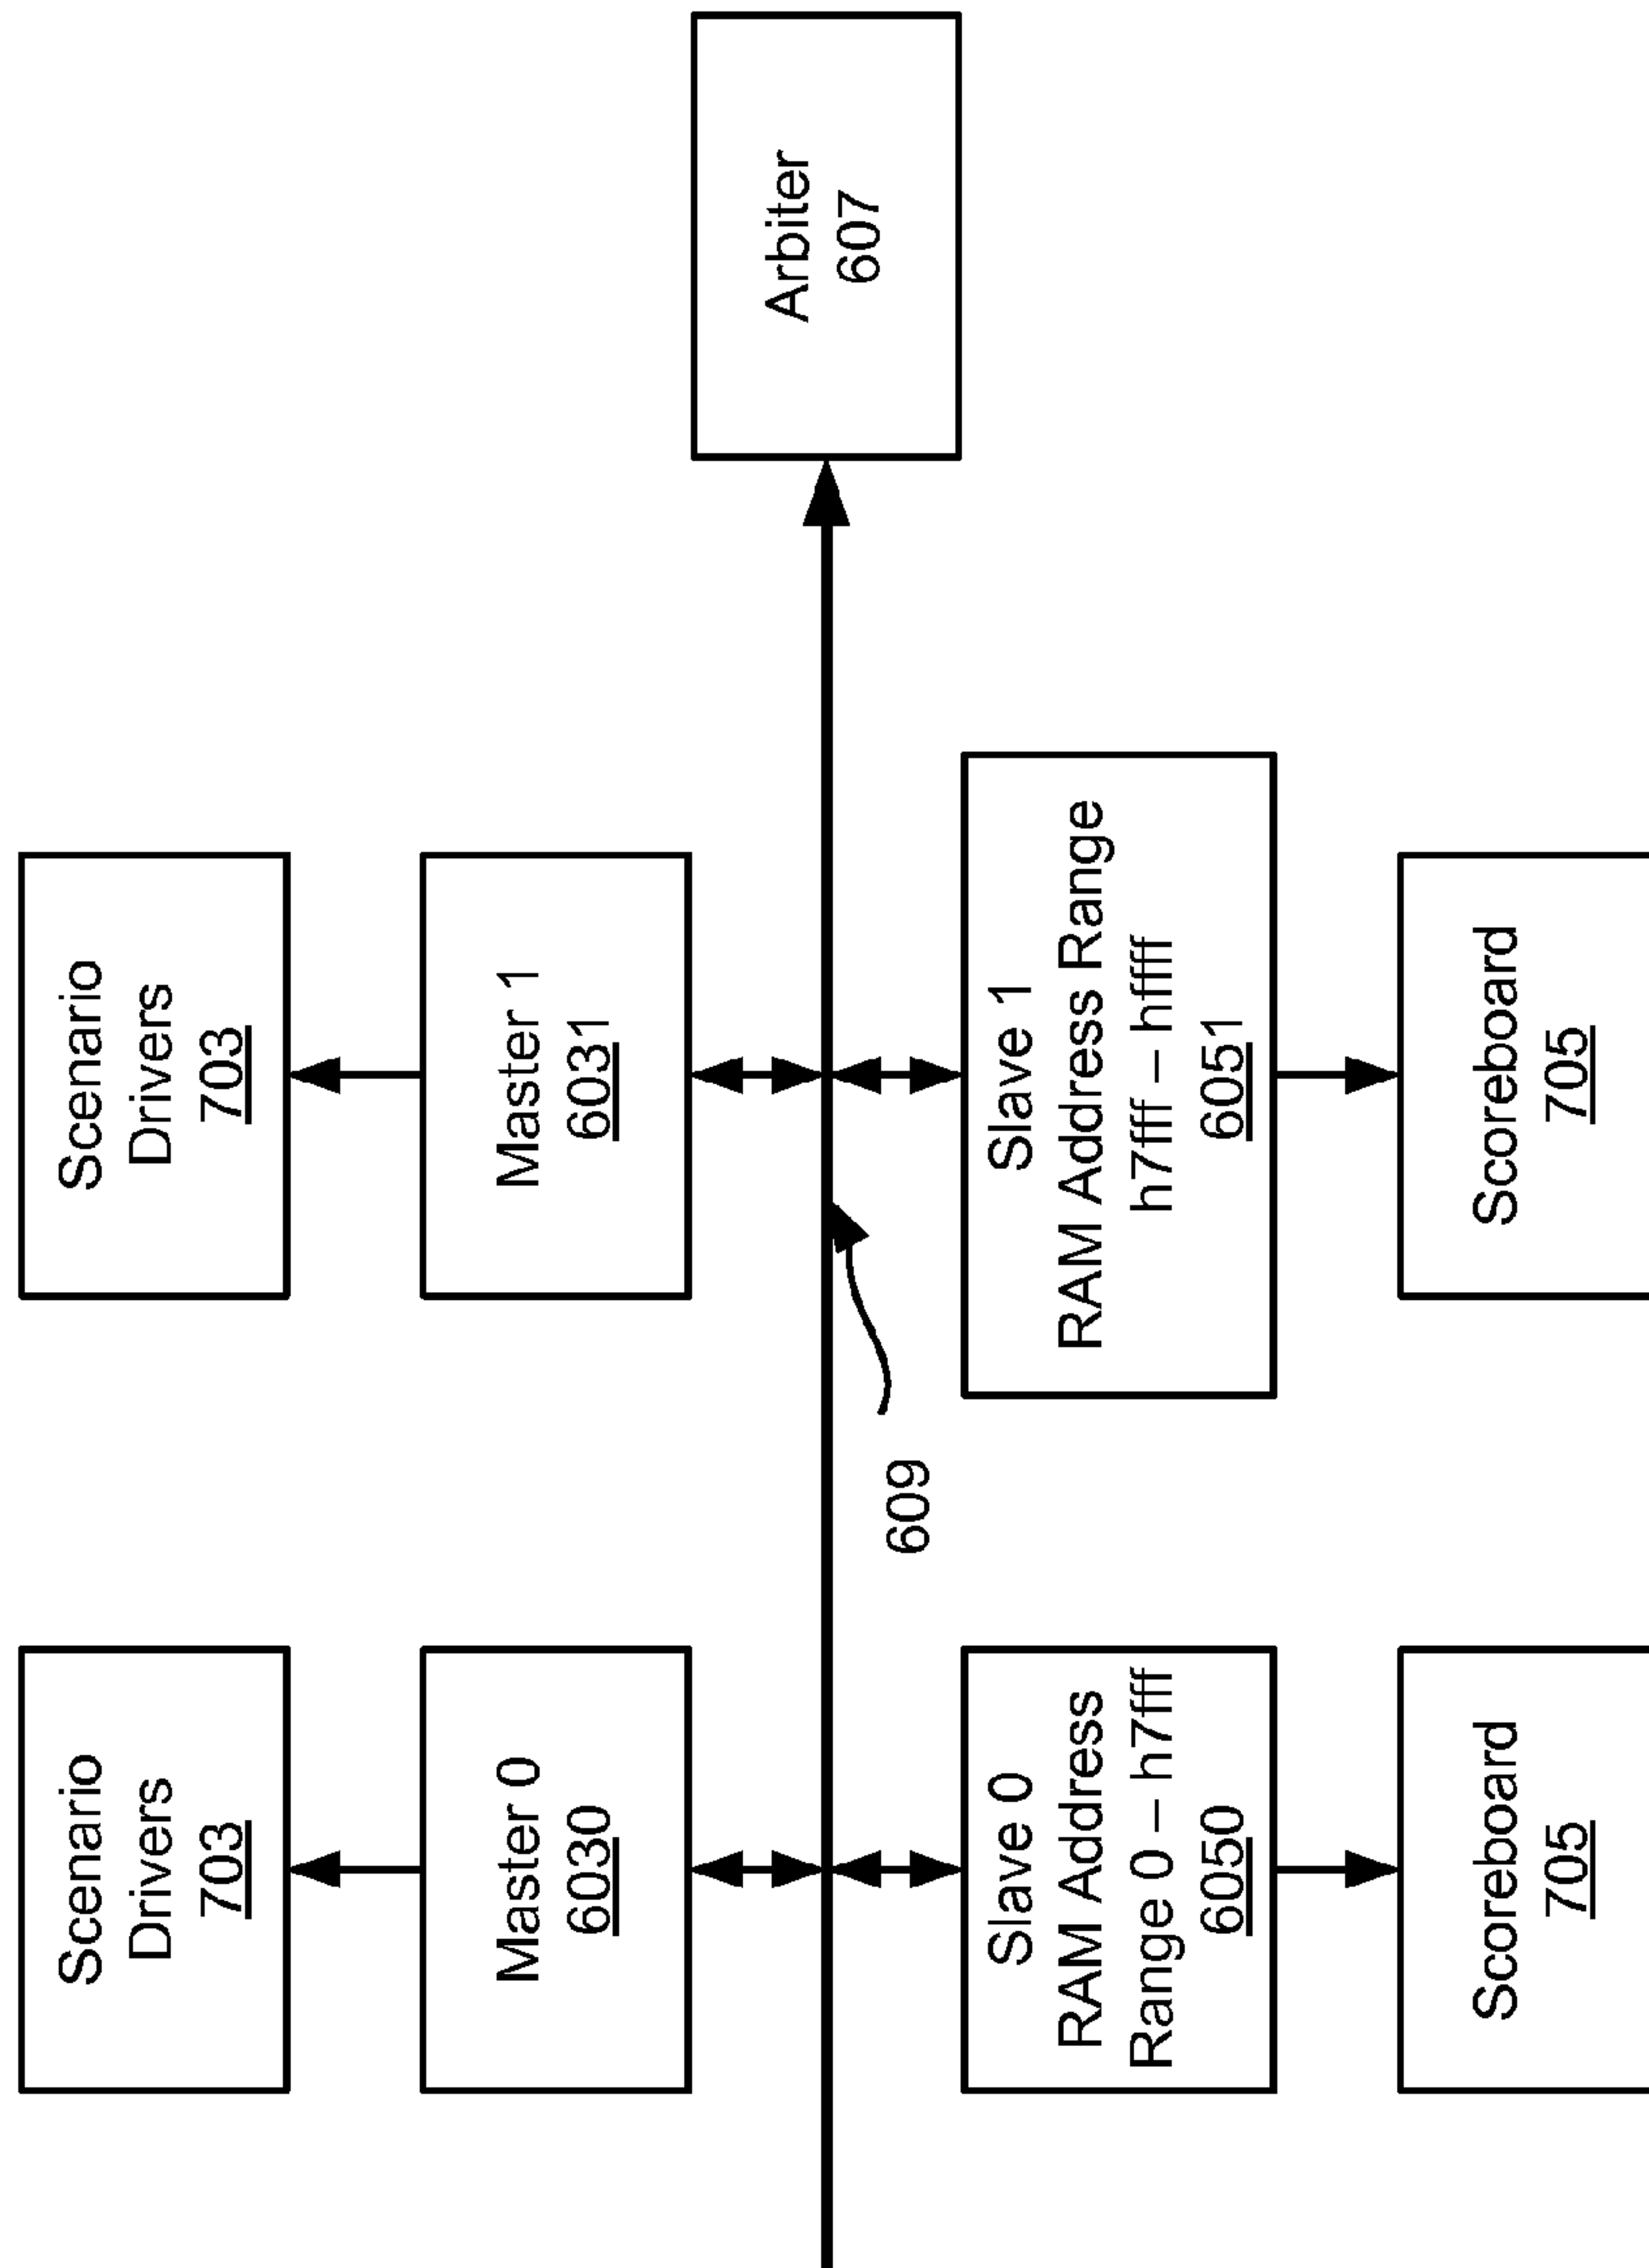 Scenario
Drivers
703
Scenario
Drivers
703
Master 0
6030
Master 1
6031
Arbiter
607
609
Slave 0
RAM Address
Range 0 – h7fff
6050
Slave 1
RAM Address Range
h7fff – hffff
6051
Scoreboard
705
Scoreboard
705